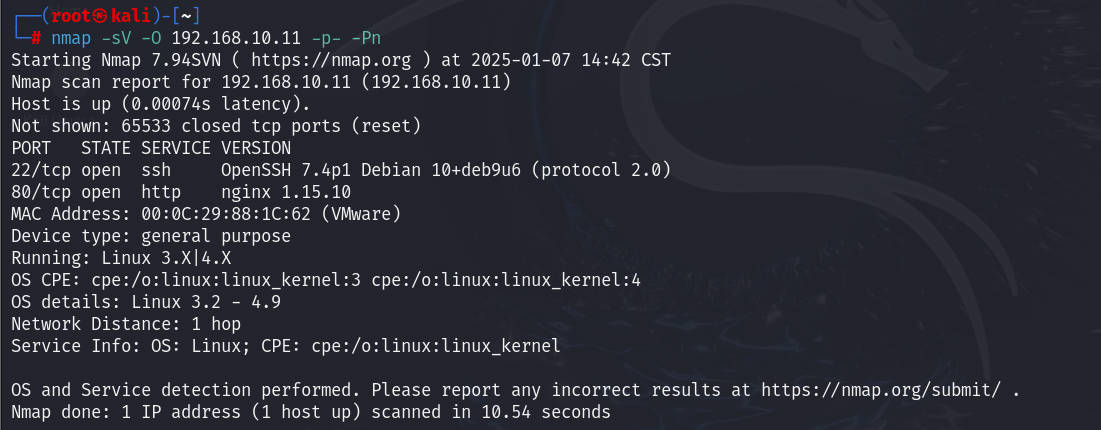 ┌──(root㉿kali)-[~]
└─# nmap -sV -O 192.168.10.11 -p- -Pn
Starting Nmap 7.94SVN ( https://nmap.org ) at 2025-01-07 14:42 CST
Nmap scan report for 192.168.10.11 (192.168.10.11)
Host is up (0.00074s latency).
Not shown: 65533 closed tcp ports (reset)
PORT   STATE SERVICE VERSION
22/tcp open  ssh     OpenSSH 7.4p1 Debian 10+deb9u6 (protocol 2.0)
80/tcp open  http    nginx 1.15.10
MAC Address: 00:0C:29:88:1C:62 (VMware)
Device type: general purpose
Running: Linux 3.X|4.X
OS CPE: cpe:/o:linux:linux_kernel:3 cpe:/o:linux:linux_kernel:4
OS details: Linux 3.2 - 4.9
Network Distance: 1 hop
Service Info: OS: Linux; CPE: cpe:/o:linux:linux_kernel
OS and Service detection performed. Please report any incorrect results at https://nmap.org/submit/ .
Nmap done: 1 IP address (1 host up) scanned in 10.54 seconds